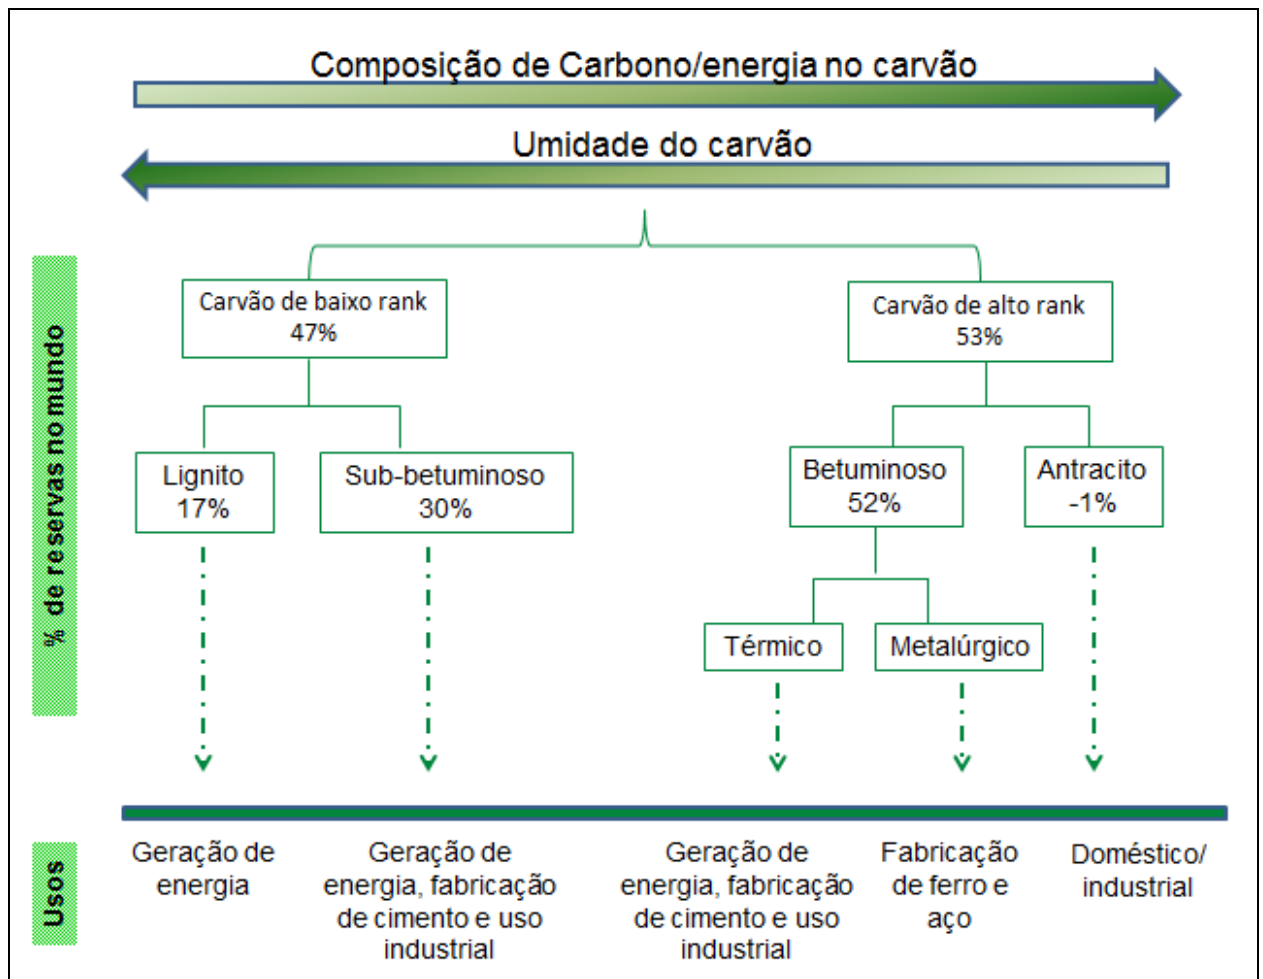 Composição de Carbono/energia no carvão
Umidade do carvão
% de reservas no mundo
Carvão de baixo rank
47%
Carvão de alto rank
53%
Lignito
17%
Sub-betuminoso
30%
Betuminoso
52%
Antracito
-1%
Térmico
Metalúrgico
Usos
Geração de
energia
Geração de
energia, fabricação
de cimento e uso
industrial
Geração de
energia, fabricação
de cimento e uso
industrial
Fabricação
de ferro e
aço
Doméstico/
industrial